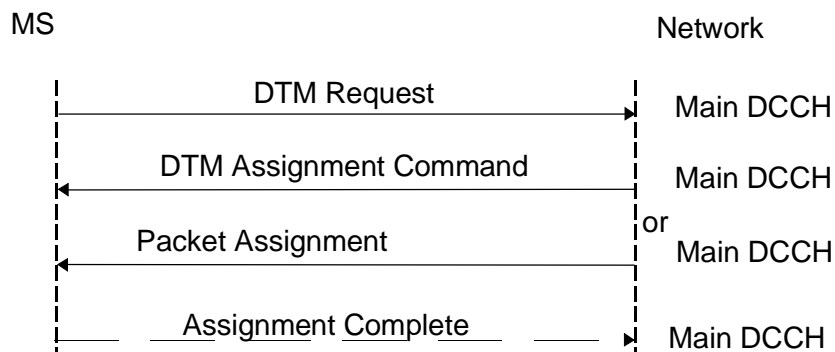 MS
Network
DTM Request
Main DCCH
DTM Assignment Command
Main DCCH
or
Packet Assignment
Main DCCH
Assignment Complete
Main DCCH